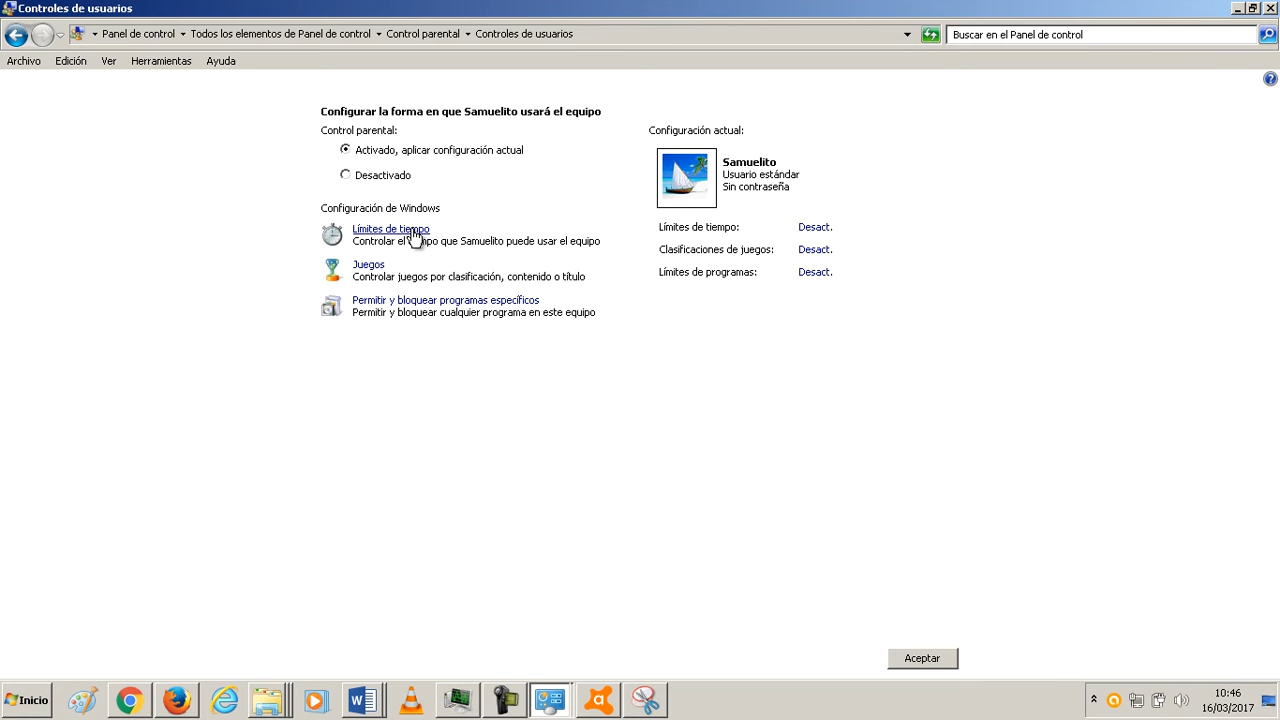 Controles de usuarios
Panel de control Todos los elementos de Panel de control Control parental Controles de usuarios
Buscar en el Panel de control
Archivo Edición Ver Herramientas Ayuda
Configurar la forma en que Samuelito usará el equipo
Control parental:
Activado, aplicar configuración actual
Desactivado
Configuración de Windows
Límites de tiempo
Controlar el po que Samuelito puede usar el equipo
Juegos
Controlar juegos por clasificación, contenido o título
Permitir y bloquear programas específicos
Permitir y bloquear cualquier programa en este equipo
Configuración actual:
Samuelito
Usuario estándar
Sin contraseña
Límites de tiempo: Desact.
Clasificaciones de juegos: Desact.
Límites de programas: Desact.
Aceptar
Inicio
10:46
16/03/2017